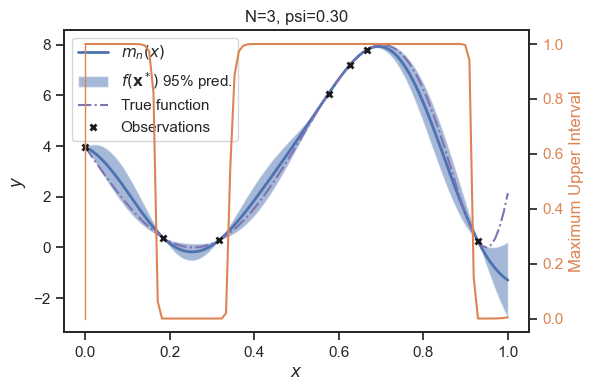 N=3, psi=0.30
m_n(x)
f(x*) 95% pred.
True function
Observations
8
6
4
2
0
−2
y
0.0
0.2
0.4
0.6
0.8
1.0
x
1.0
0.8
0.6
0.4
0.2
0.0
Maximum Upper Interval